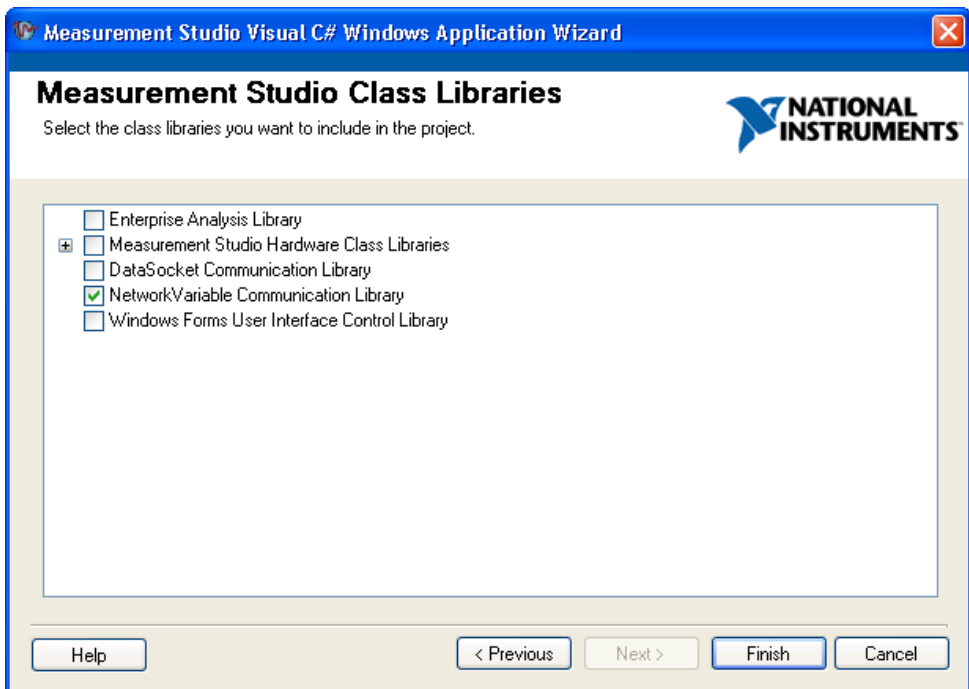 Measurement Studio Visual C# Windows Application Wizard
Measurement Studio Class Libraries
Select the class libraries you want to include in the project.
NATIONAL
INSTRUMENTS™
Enterprise Analysis Library
Measurement Studio Hardware Class Libraries
DataSocket Communication Library
NetworkVariable Communication Library
Windows Forms User Interface Control Library
Help
< Previous
Next >
Finish
Cancel